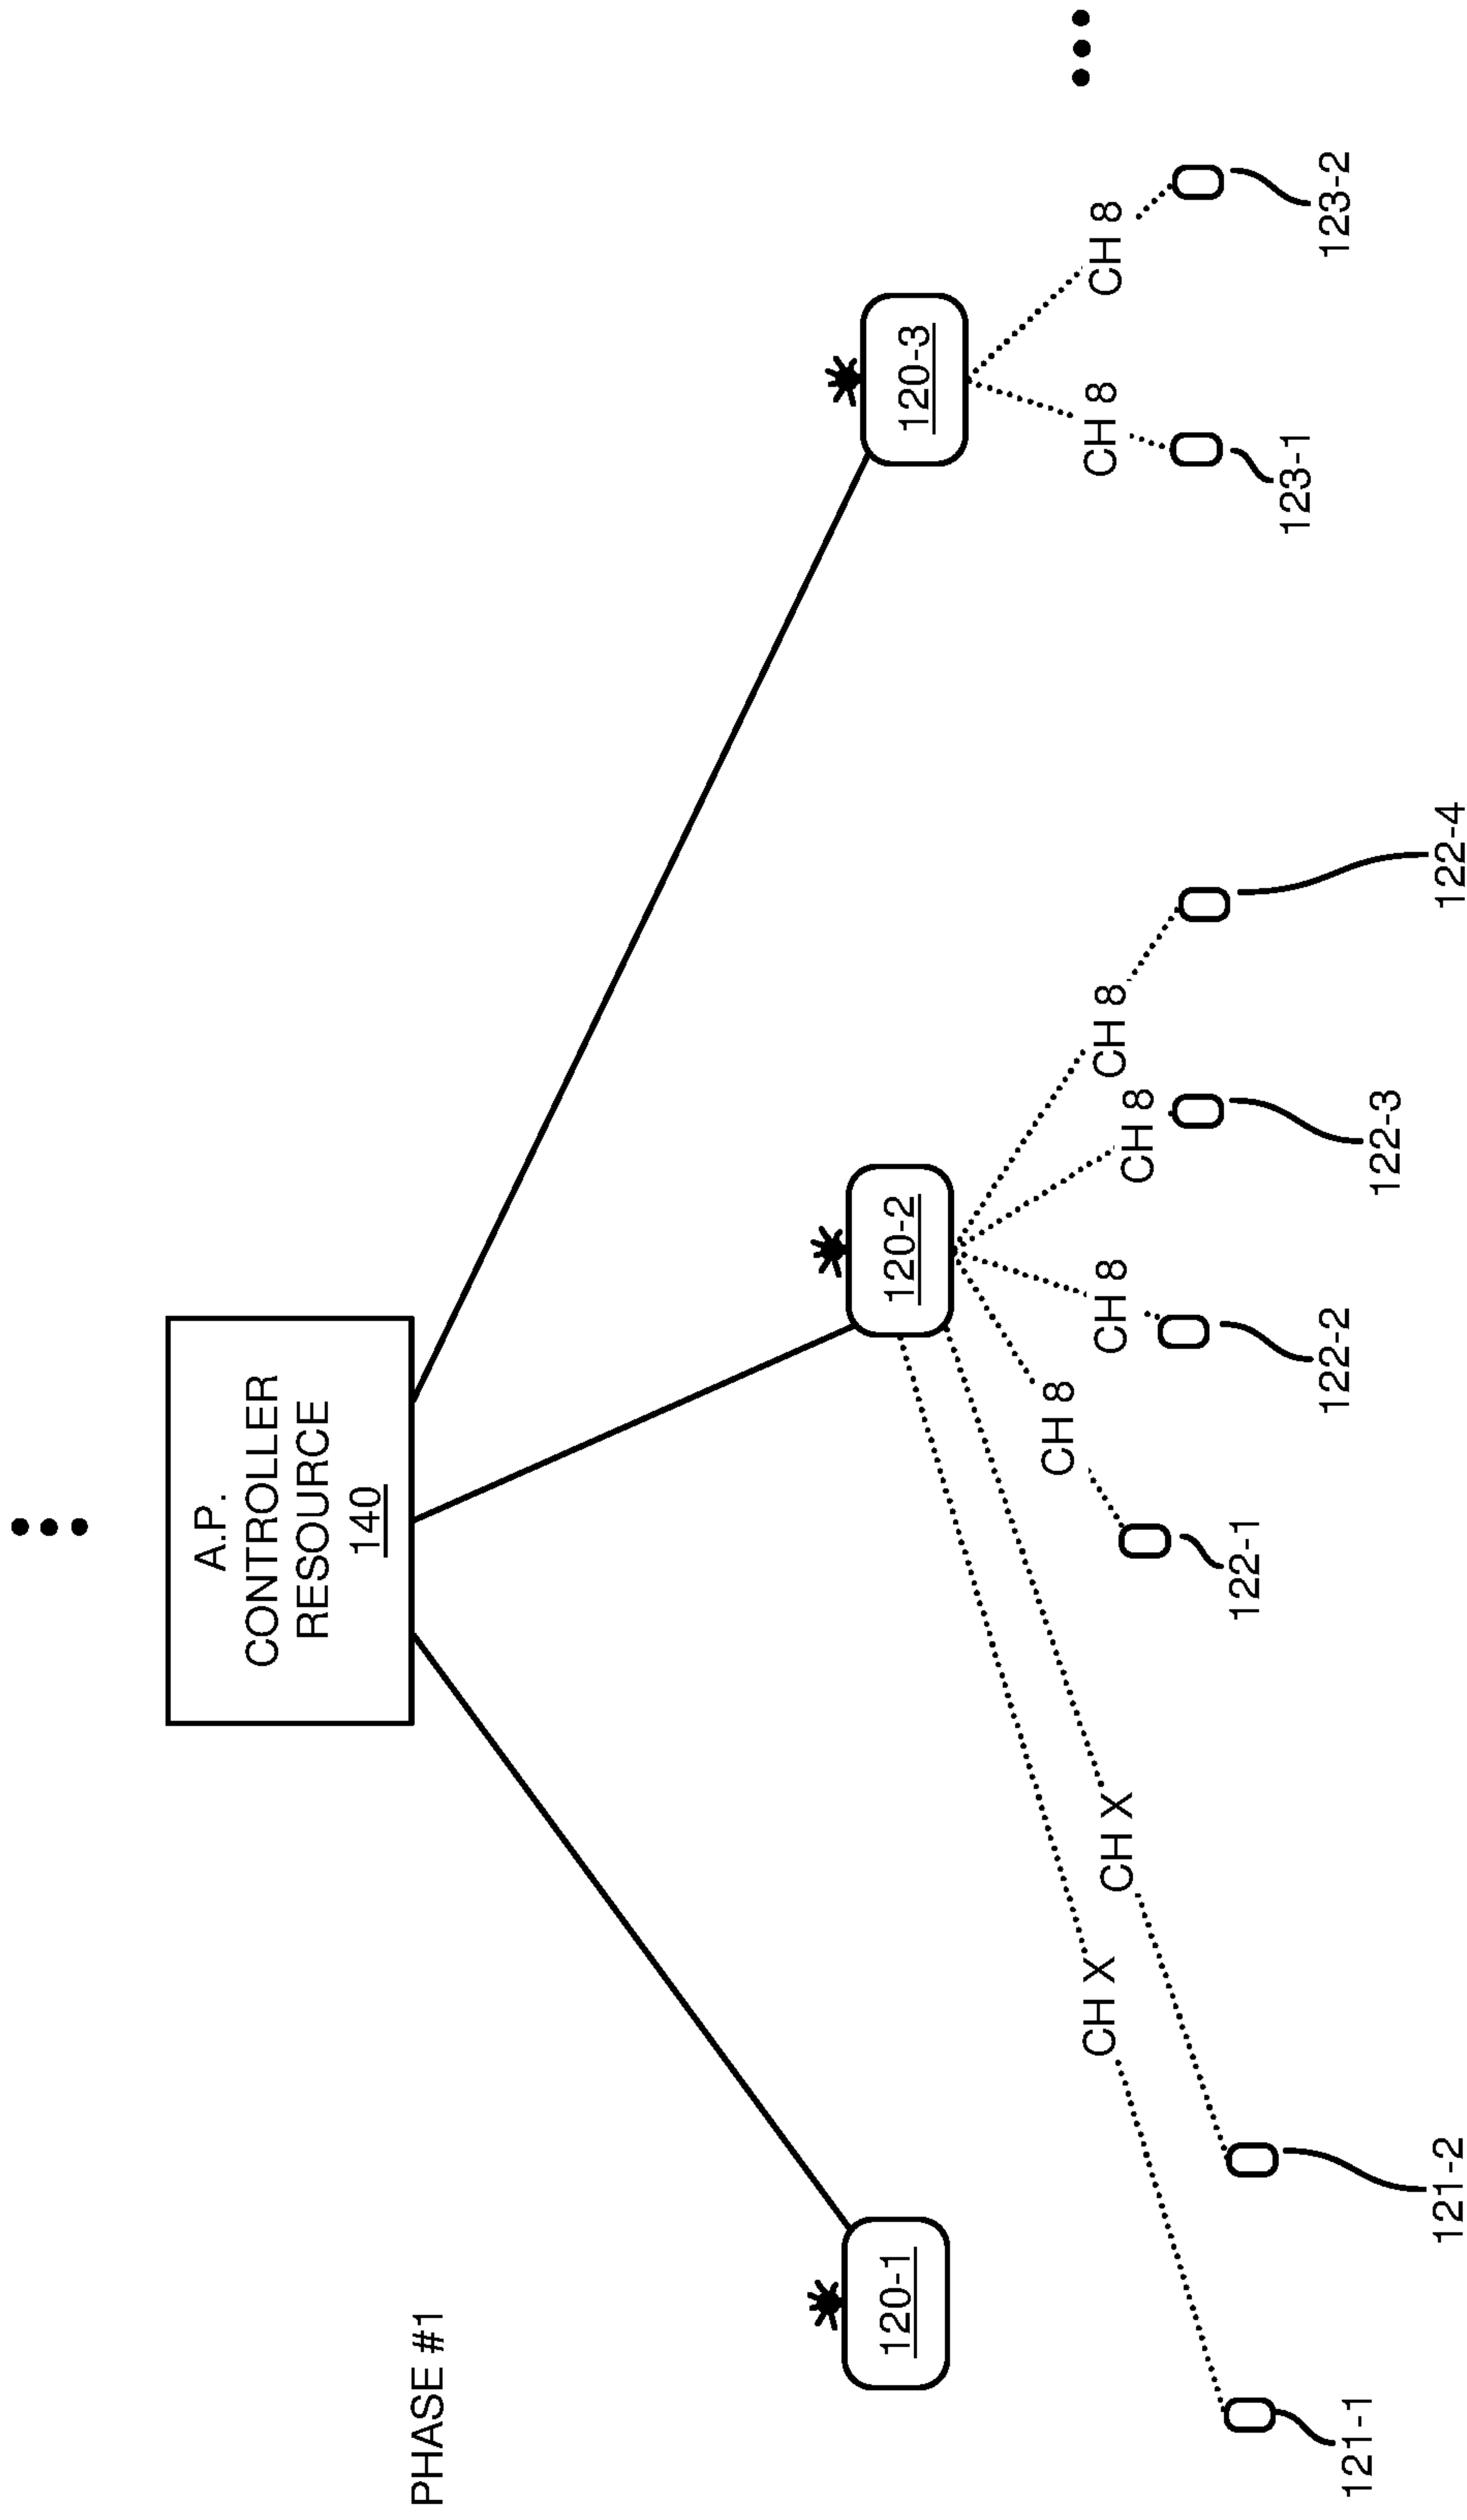 PHASE #1
A.P.
CONTROLLER
RESOURCE
140
120-1
120-2
120-3
CH X
CH X
CH 8
CH 8
CH 8
CH 8
CH 8
CH 8
121-1
121-2
122-1
122-2
122-3
122-4
123-1
123-2